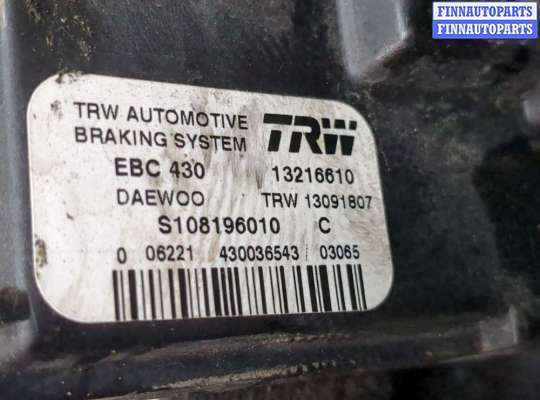 FINNAUTOPARTS
FINNAUTOPARTS
TRW AUTOMOTIVE
BRAKING SYSTEM TRW
EBC 430 13216610
DAEWOO TRW 13091807
S108196010 C
0 06221 430036543 03065